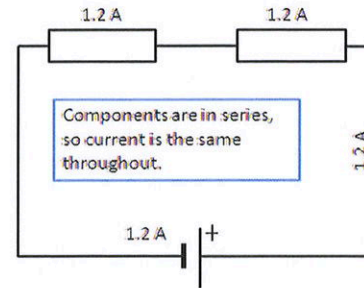 1.2 A
1.2 A
Components are in series,
so current is the same
throughout.
1.2 A
1.2 A
+